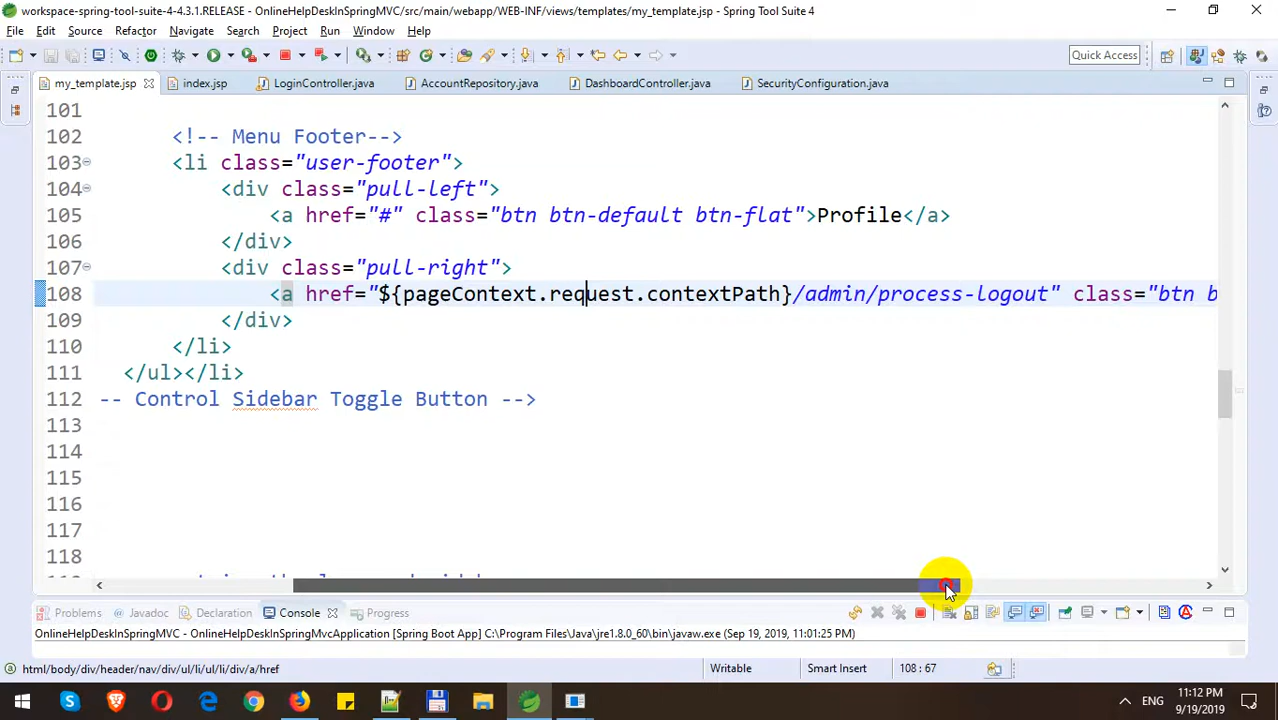 workspace-spring-tool-suite-4-4.3.1.RELEASE - OnlineHelpDeskInSpringMVC/src/main/webapp/WEB-INF/views/templates/my_template.jsp - Spring Tool Suite 4
File Edit Source Refactor Navigate Search Project Run Window Help
Quick Access
my_template.jsp index.jsp LoginController.java AccountRepository.java DashboardController.java SecurityConfiguration.java
101
102 <!-- Menu Footer-->
103 <li class="user-footer">
104 <div class="pull-left">
105 <a href="#" class="btn btn-default btn-flat">Profile</a>
106 </div>
107 <div class="pull-right">
108 <a href="${pageContext.request.contextPath}/admin/process-logout" class="btn b
109 </div>
110 </li>
111 </ul></li>
112 -- Control Sidebar Toggle Button -->
113
114
115
116
117
118
Problems Javadoc Declaration Console Progress
OnlineHelpDeskInSpringMVC - OnlineHelpDeskInSpringMvcApplication [Spring Boot App] C:\Program Files\Java\jre1.8.0_60\bin\javaw.exe (Sep 19, 2019, 11:01:25 PM)
html/body/div/header/nav/div/ul/li/ul/li/div/a/href Writable Smart Insert 108 : 67
ENG 11:12 PM
9/19/2019